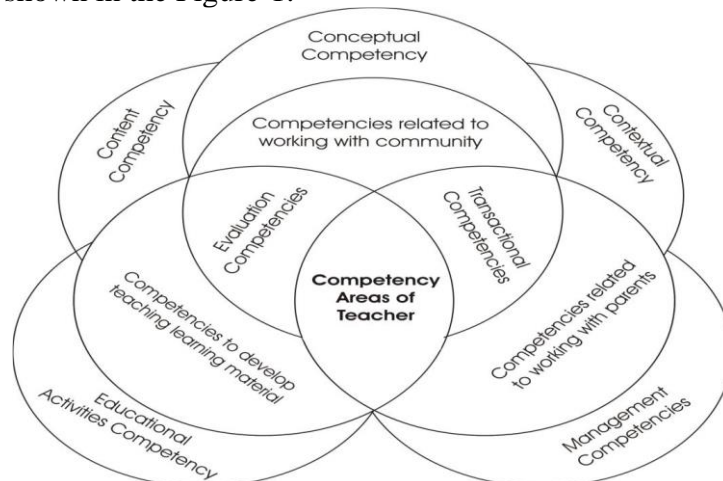 shown in the Figure-1.
Conceptual
Competency
Content
Competency
Contextual
Competency
Competencies related to
working with community
Evaluation
Competencies
Transactional
Competencies
Competency
Areas of
Teacher
Competencies to develop
teaching learning material
Competencies related
to working with parents
Educational
Activities Competency
Management
Competencies